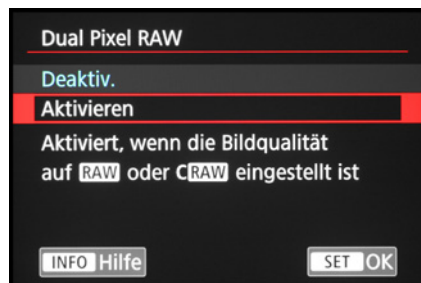 Dual Pixel RAW
Deaktiv.
Aktivieren
Aktiviert, wenn die Bildqualität
auf RAW oder CRAW eingestellt ist
INFO Hilfe
SET OK